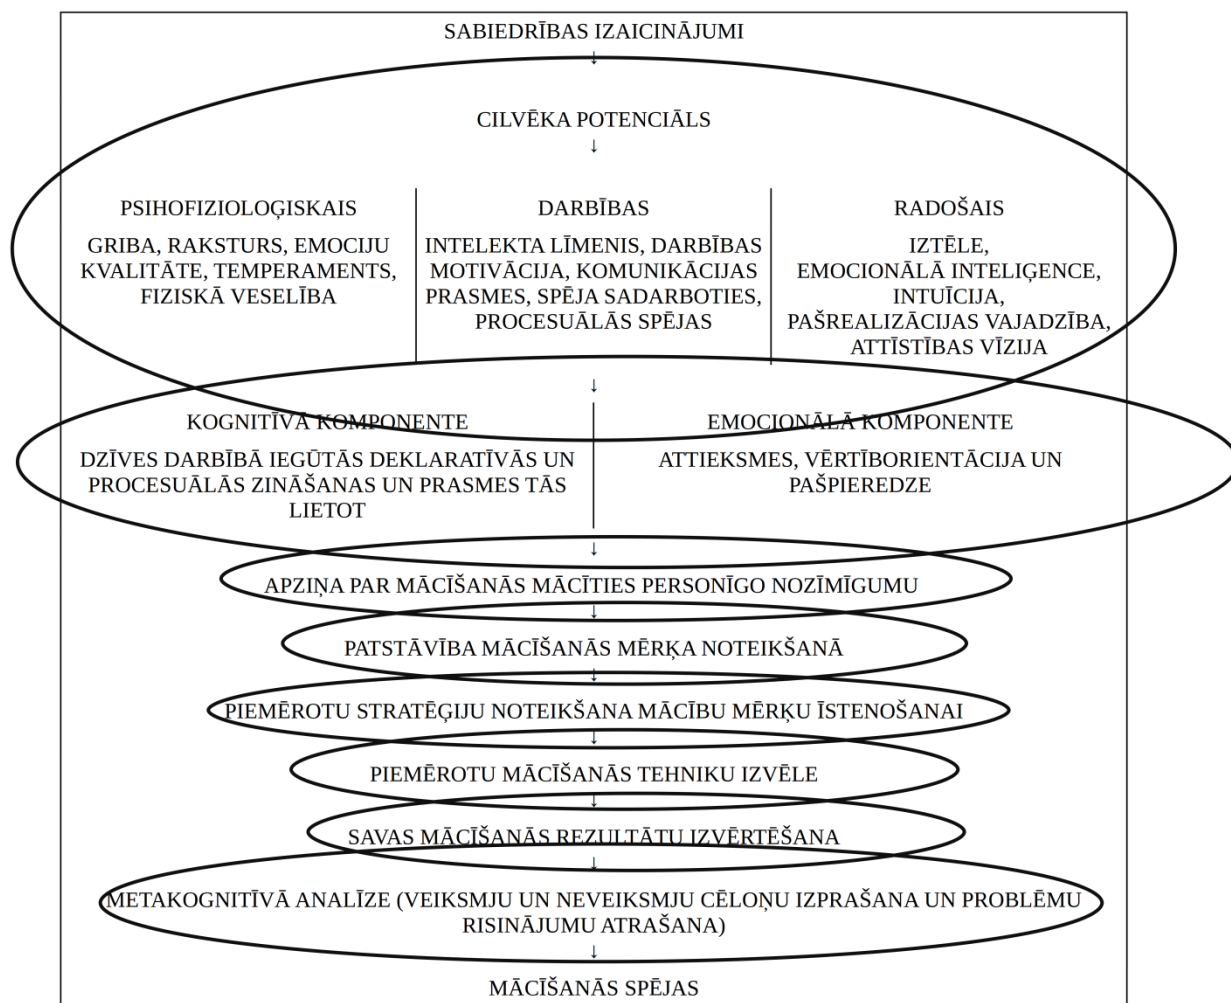 SABIEDRĪBAS IZAICINĀJUMI
↓
CILVĒKA POTENCIĀLS
↓
PSIHOFIZIOLOĢISKAIS
GRIBA, RAKSTURS, EMOCIJU
KVALITĀTE, TEMPERAMENTS,
FIZISKĀ VESELĪBA
DARBĪBAS
INTELEKTA LĪMENIS, DARBĪBAS
MOTIVĀCIJA, KOMUNIKĀCIJAS
PRASMES, SPĒJA SADARBOTIES,
PROCESUĀLĀS SPĒJAS
RADOŠAIS
IZTĒLE,
EMOCIONĀLĀ INTELIĢENCE,
INTUĪCIJA,
PAŠREALIZĀCIJAS VAJADZĪBA,
ATTĪSTĪBAS VĪZIJA
↓
KOGNITĪVĀ KOMPONENTE
DZĪVES DARBĪBĀ IEGŪTĀS DEKLARATĪVĀS UN
PROCESUĀLĀS ZINĀŠANAS UN PRASMES TĀS
LIETOT
EMOCIONĀLĀ KOMPONENTE
ATTIEKSMES, VĒRTĪBORIENTĀCIJA UN
PAŠPIEREDZE
↓
APZIŅA PAR MĀCĪŠANĀS MĀCĪTIES PERSONĪGO NOZĪMĪGUMU
↓
PATSTĀVĪBA MĀCĪŠANĀS MĒRĶA NOTEIKŠANĀ
↓
PIEMĒROTU STRATĒĢIJU NOTEIKŠANA MĀCĪBU MĒRĶU ĪSTENOŠANAI
↓
PIEMĒROTU MĀCĪŠANĀS TEHNIKU IZVĒLE
↓
SAVAS MĀCĪŠANĀS REZULTĀTU IZVĒRTĒŠANA
↓
METAKOGNITĪVĀ ANALĪZE (VEIKSMJU UN NEVEIKSMJU CĒLOŅU IZPRAŠANA UN PROBLĒMU
RISINĀJUMU ATRAŠANA)
↓
MĀCĪŠANĀS SPĒJAS